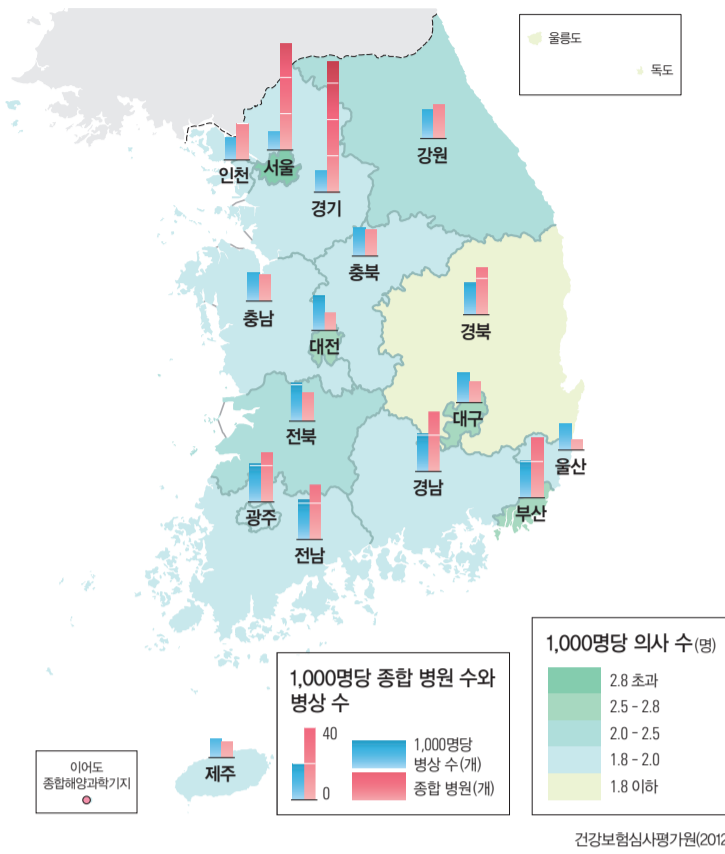 울릉도
독도
강원
인천
서울
경기
충북
충남
경북
대전
대구
전북
울산
경남
부산
광주
전남
제주
이어도
종합해양과학기지
1,000명당 종합 병원 수와
병상 수
40
0
1,000명당
병상 수(개)
종합 병원(개)
1,000명당 의사 수(명)
2.8 초과
2.5 - 2.8
2.0 - 2.5
1.8 - 2.0
1.8 이하
건강보험심사평가원(2012